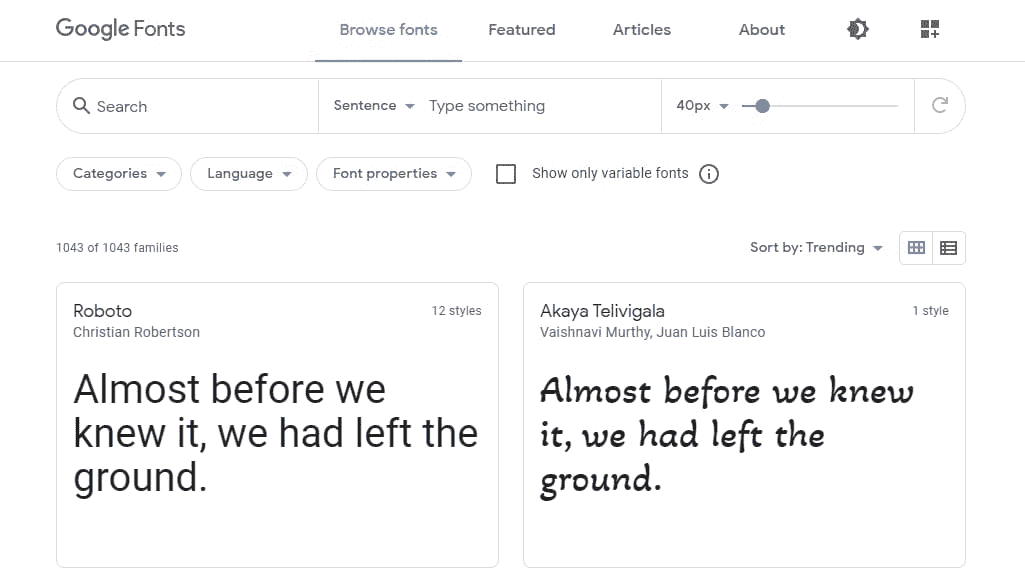 Google Fonts Browse fonts Featured Articles About
Search Sentence Type something 40px
Categories Language Font properties Show only variable fonts
1043 of 1043 families Sort by: Trending
Roboto 12 styles
Christian Robertson
Almost before we
knew it, we had left the
ground.
Akaya Telivigala 1 style
Vaishnavi Murthy, Juan Luis Blanco
Almost before we knew
it, we had left the
ground.